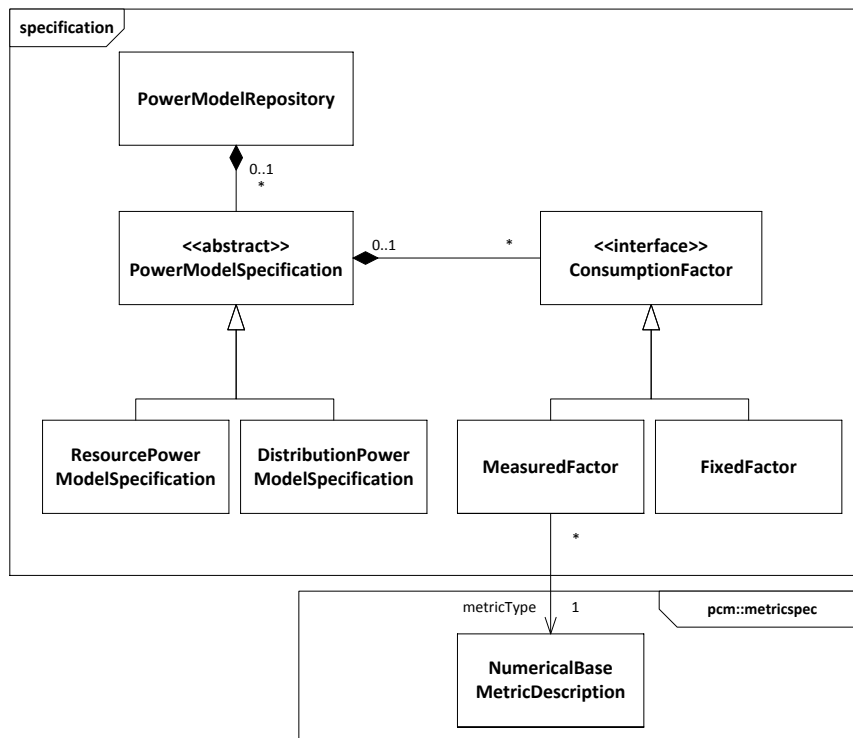 specification
PowerModelRepository
0..1
*
<<abstract>>
PowerModelSpecification
0..1
*
<<interface>>
ConsumptionFactor
ResourcePower
ModelSpecification
DistributionPower
ModelSpecification
MeasuredFactor
FixedFactor
*
metricType
1
pcm::metricspec
NumericalBase
MetricDescription